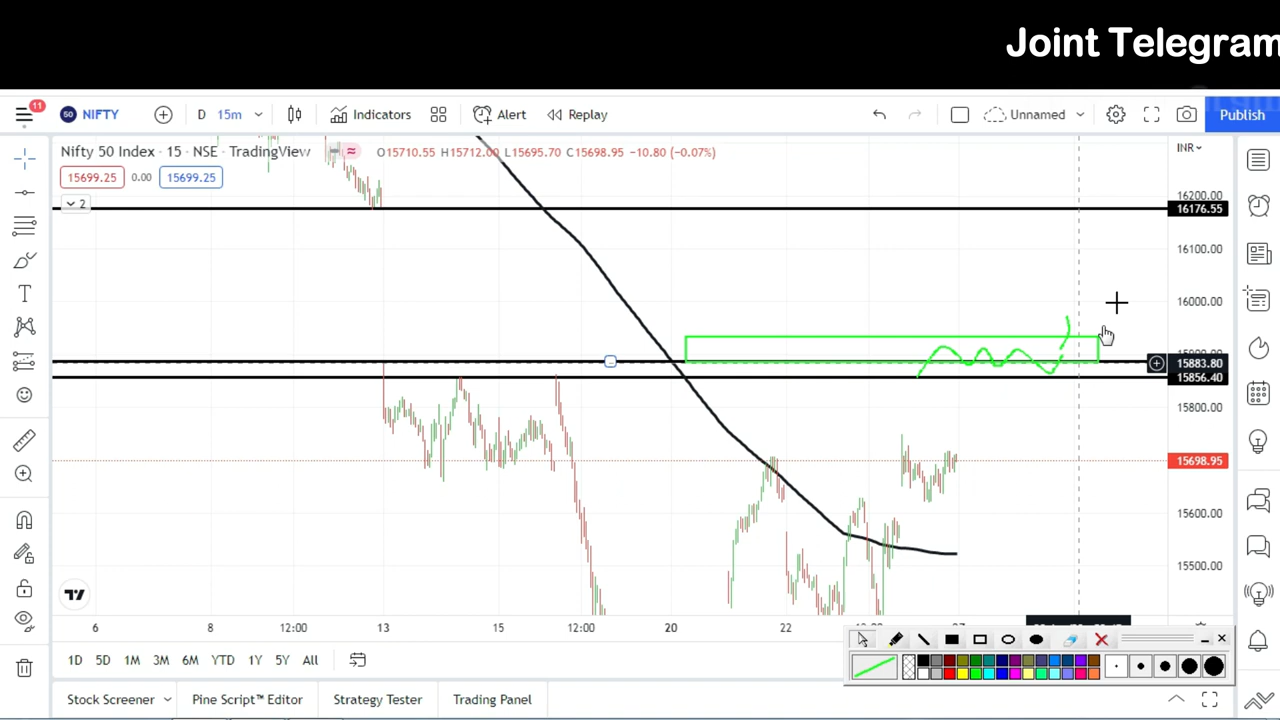 Joint Telegram
11
50 NIFTY
D 15m
Indicators
Alert
Replay
Unnamed
Publish
Nifty 50 Index · 15 · NSE · TradingView
O15710.55 H15712.00 L15695.70 C15698.95 −10.80 (−0.07%)
INR
15699.25 0.00 15699.25
2
16200.00
16176.55
16100.00
16000.00
15883.80
15856.40
15800.00
15698.95
15600.00
15500.00
6 8 12:00 13 15 12:00 20 22
1D 5D 1M 3M 6M YTD 1Y 5Y All
Stock Screener Pine Script™ Editor Strategy Tester Trading Panel